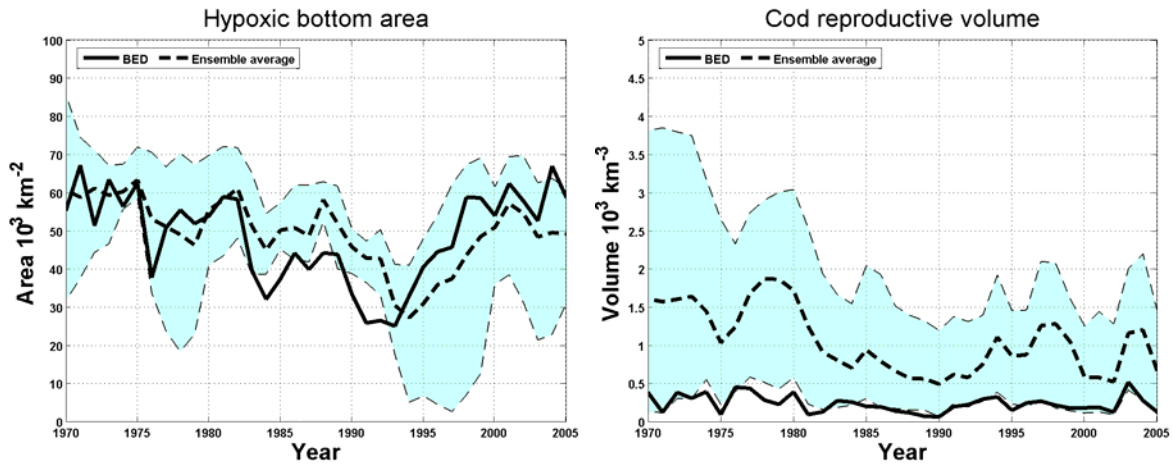 Hypoxic bottom area
BED Ensemble average
100
90
80
70
60
50
40
30
20
10
0
Area 10³ km⁻²
1970 1975 1980 1985 1990 1995 2000 2005
Year
Cod reproductive volume
BED Ensemble average
5
4.5
4
3.5
3
2.5
2
1.5
1
0.5
0
Volume 10³ km⁻³
1970 1975 1980 1985 1990 1995 2000 2005
Year